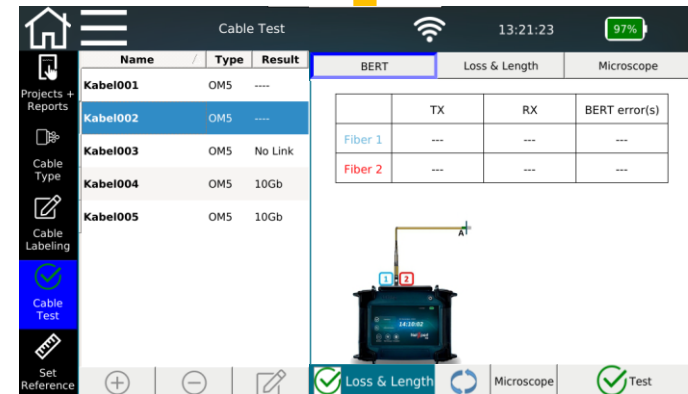 Cable Test
13:21:23
97%
Projects +
Reports
Cable
Type
Cable
Labeling
Cable
Test
Set
Reference
Name / Type Result
Kabel001 OM5 ----
Kabel002 OM5 ----
Kabel003 OM5 No Link
Kabel004 OM5 10Gb
Kabel005 OM5 10Gb
BERT Loss & Length Microscope
TX RX BERT error(s)
Fiber 1 --- --- ---
Fiber 2 --- --- ---
A
1 2
14:10:02
Loss & Length Microscope Test